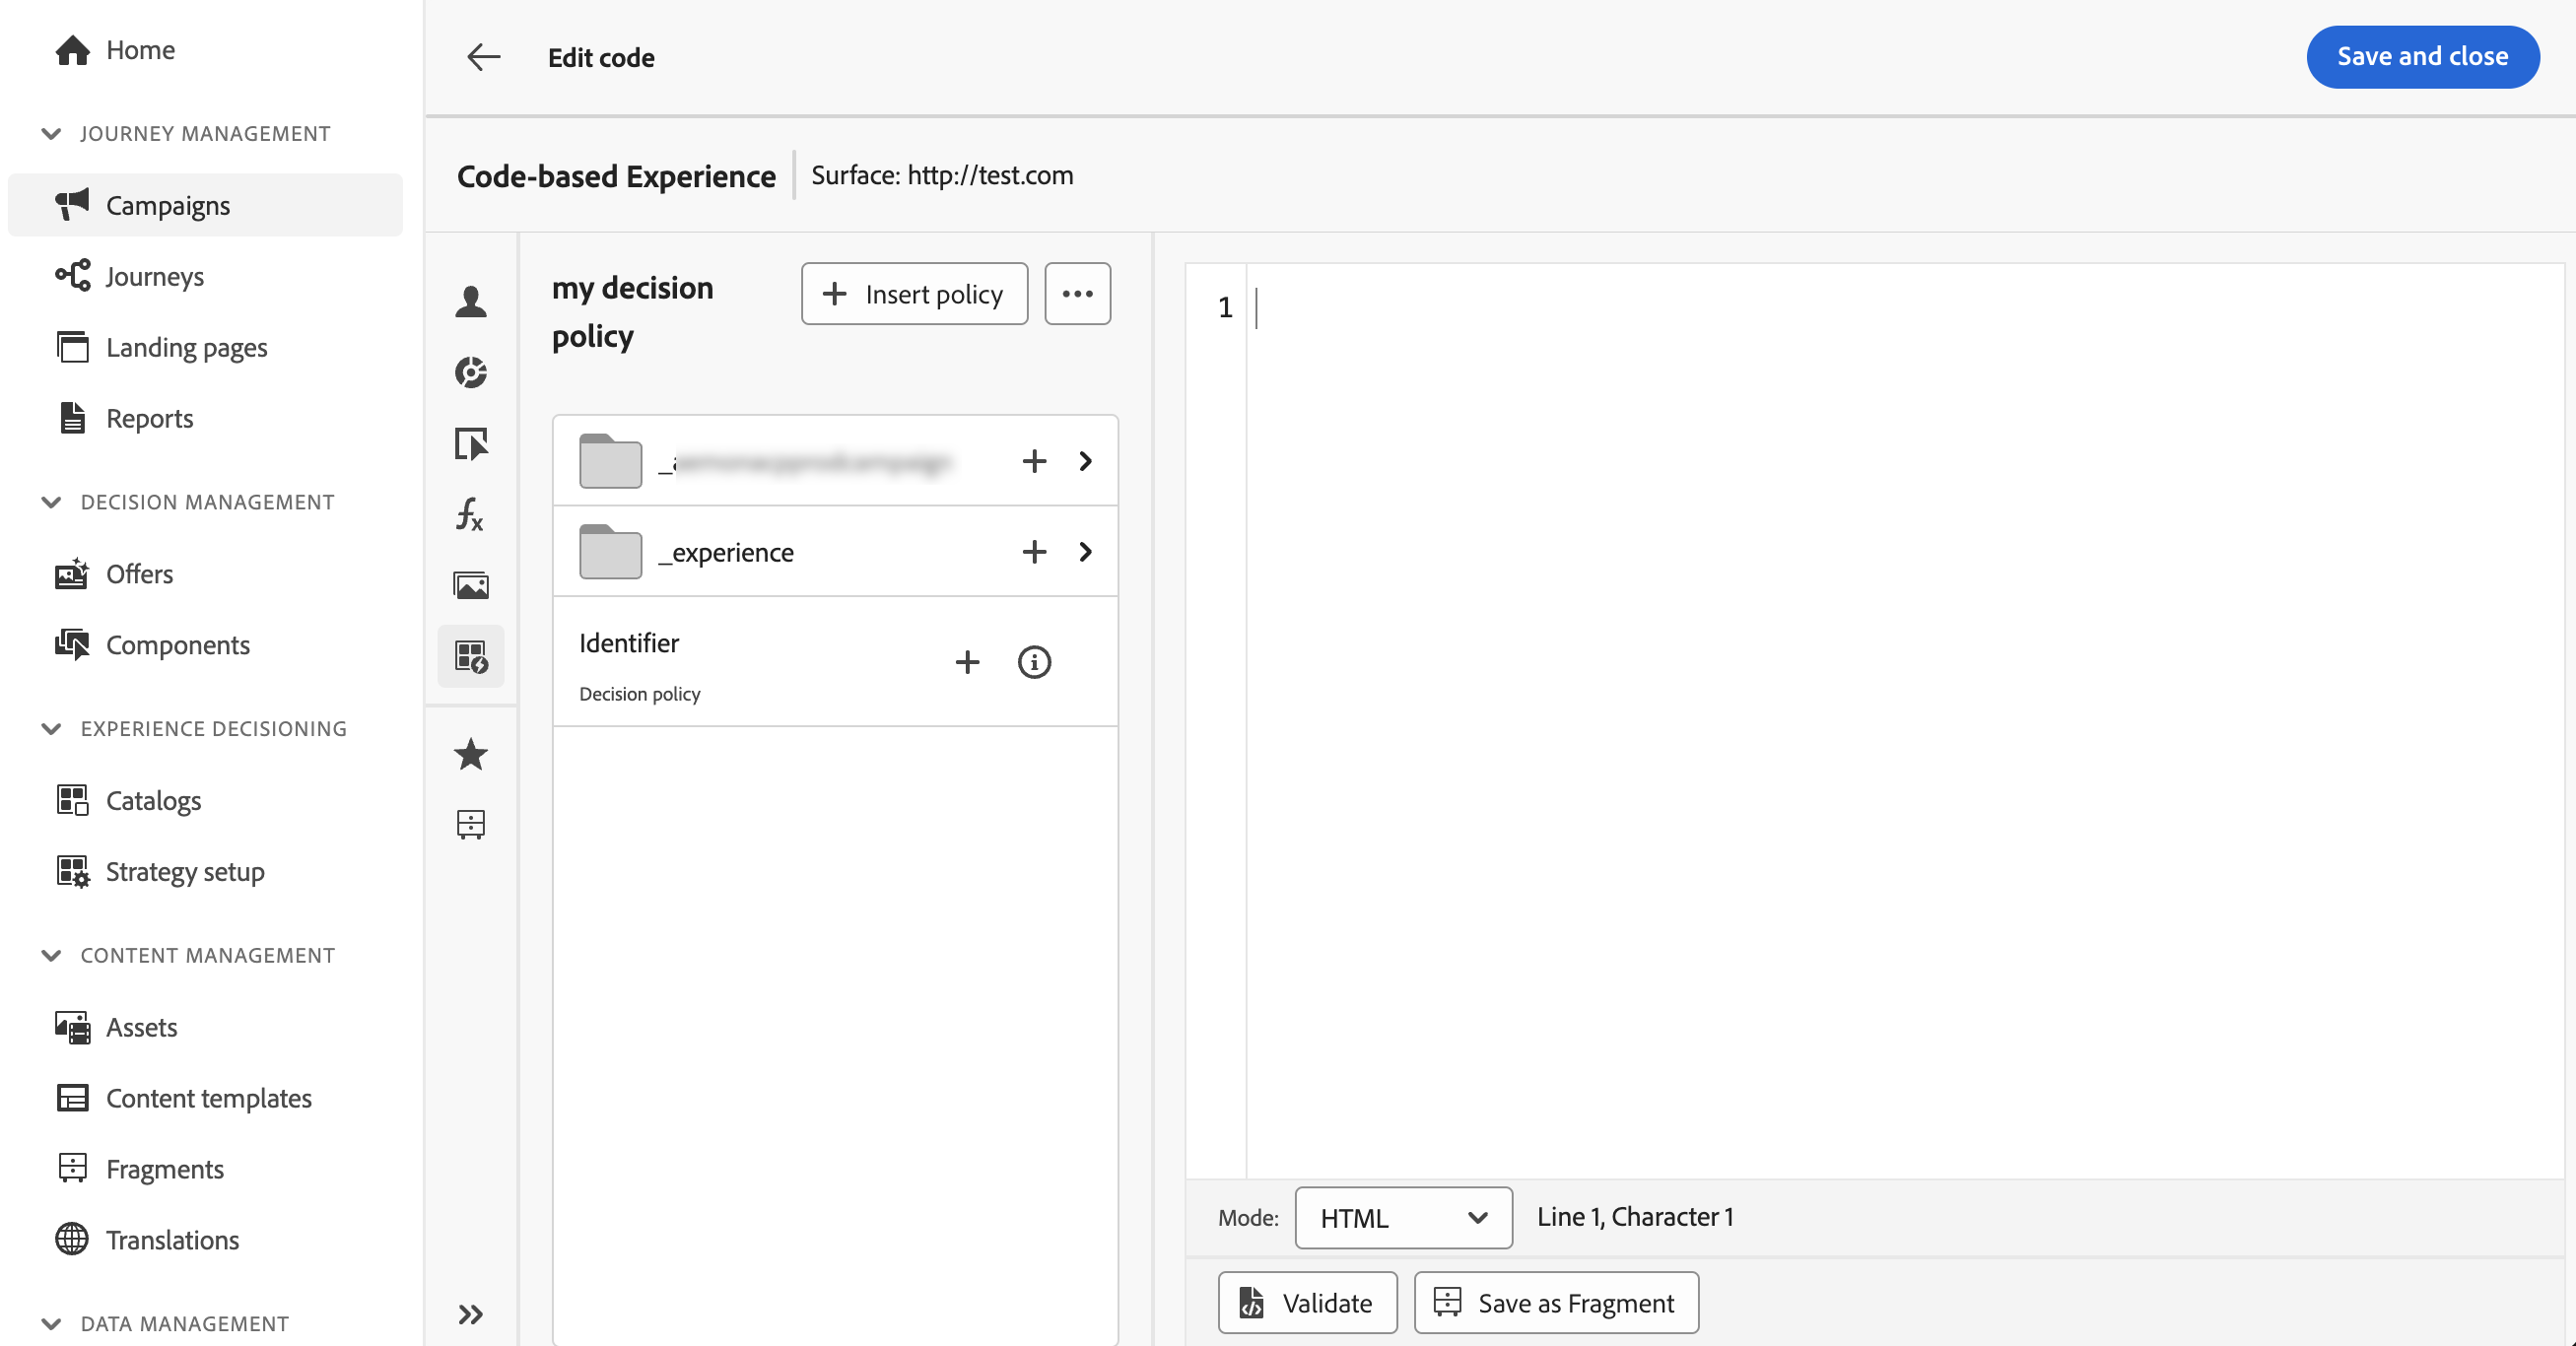 Home
JOURNEY MANAGEMENT
Campaigns
Journeys
Landing pages
Reports
DECISION MANAGEMENT
Offers
Components
EXPERIENCE DECISIONING
Catalogs
Strategy setup
CONTENT MANAGEMENT
Assets
Content templates
Fragments
Translations
DATA MANAGEMENT
Edit code
Save and close
Code-based Experience
Surface: http://test.com
my decision
policy
Insert policy
_experience
Identifier
Decision policy
1
Mode:
HTML
Line 1, Character 1
Validate
Save as Fragment